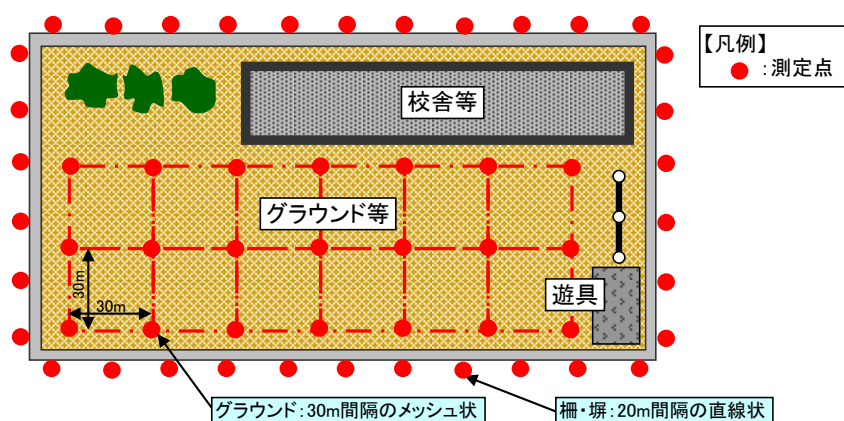 【凡例】
：測定点
校舎等
グラウンド等
30m
30m
遊具
グラウンド：30m間隔のメッシュ状
柵・塀：20m間隔の直線状